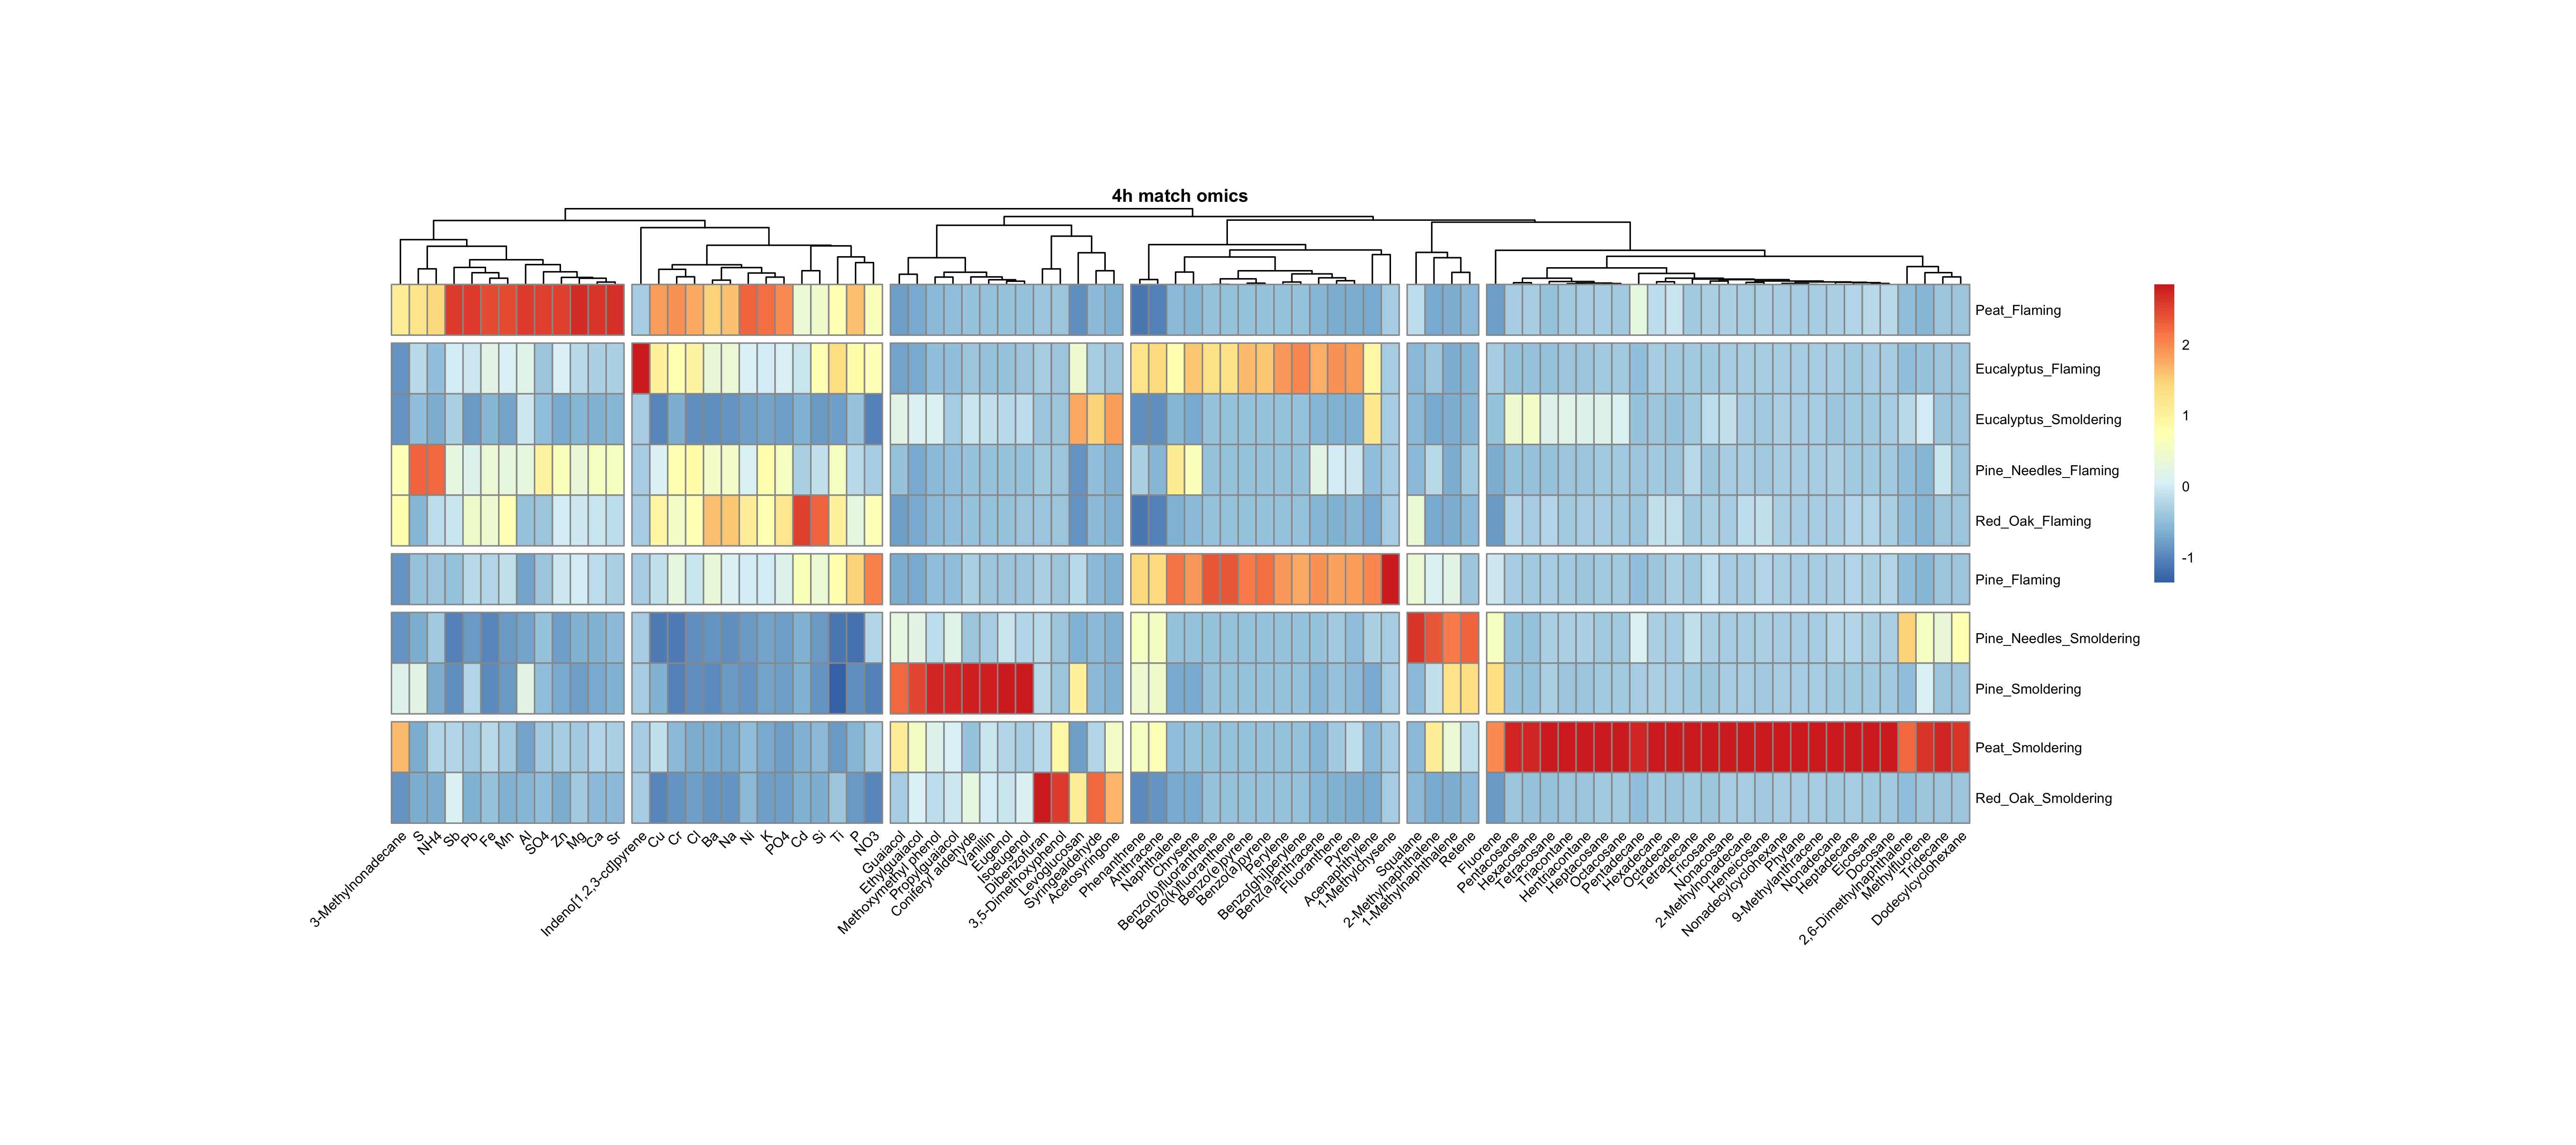 4h match omics
Peat_Flaming
Eucalyptus_Flaming
Eucalyptus_Smoldering
Pine_Needles_Flaming
Red_Oak_Flaming
Pine_Flaming
Pine_Needles_Smoldering
Pine_Smoldering
Peat_Smoldering
Red_Oak_Smoldering
2
1
0
-1
3-Methylnonadecane
S
NH4
Sb
Pb
Fe
Mn
Al
SO4
Zn
Mg
Ca
Sr
Indeno[1,2,3-cd]pyrene
Cu
Cr
Cl
Ba
Na
Ni
K
PO4
Cd
Si
Ti
P
NO3
Guaiacol
Ethylguaiacol
Methoxymethyl phenol
Propylguaiacol
Coniferyl aldehyde
Vanillin
Eugenol
Isoeugenol
Dibenzofuran
3,5-Dimethoxyphenol
Levoglucosan
Syringealdehyde
Acetosyringone
Phenanthrene
Anthracene
Naphthalene
Chrysene
Benzo(b)fluoranthene
Benzo(k)fluoranthene
Benzo(e)pyrene
Benzo(a)pyrene
Perylene
Benzo(ghi)perylene
Benz(a)anthracene
Fluoranthene
Pyrene
Acenaphthylene
1-Methylchysene
Squalane
2-Methylnaphthalene
1-Methylnaphthalene
Retene
Fluorene
Pentacosane
Hexacosane
Tetracosane
Triacontane
Hentriacontane
Heptacosane
Octacosane
Pentadecane
Hexadecane
Octadecane
Tetradecane
Tricosane
Nonacosane
2-Methylnonadecane
Henicosane
Nonadecylcyclohexane
Phytane
9-Methylanthracene
Nonadecane
Heptadecane
Eicosane
Docosane
2,6-Dimethylnaphthalene
Methylfluorene
Tridecane
Dodecylcyclohexane